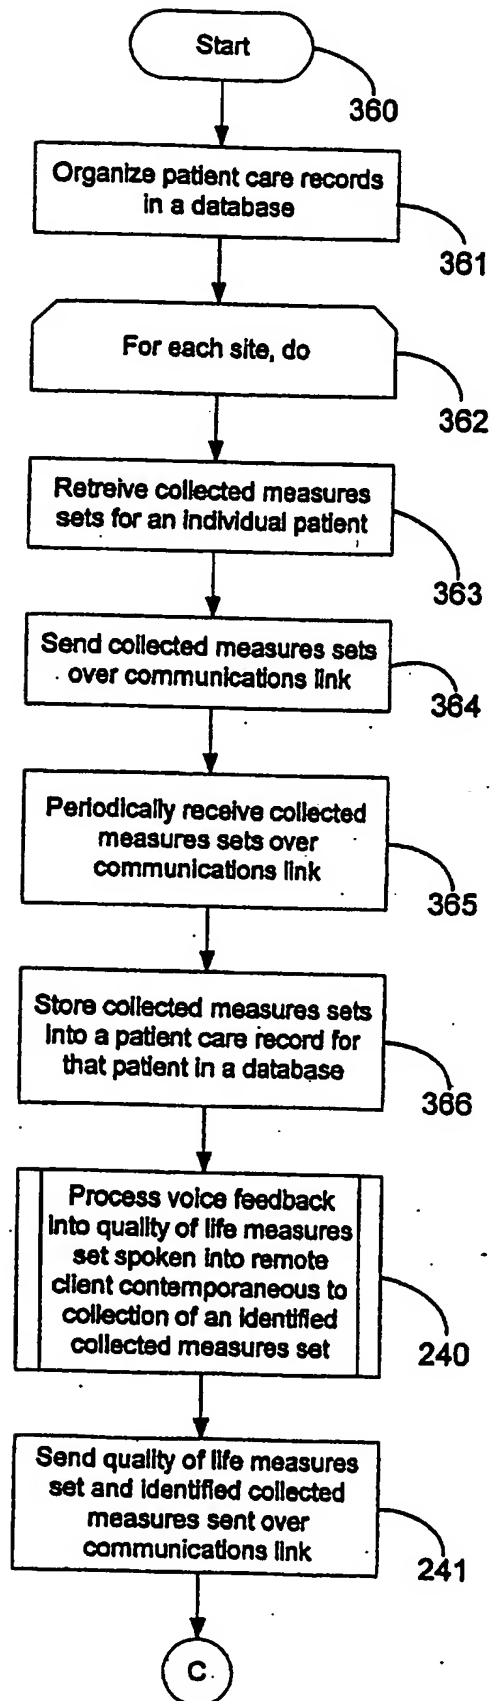 Start
360
Organize patient care records
in a database
361
For each site, do
362
Retreive collected measures
sets for an individual patient
363
Send collected measures sets
over communications link
364
Periodically receive collected
measures sets over
communications link
365
Store collected measures sets
into a patient care record for
that patient in a database
366
Process voice feedback
into quality of life measures
set spoken into remote
client contemporaneous to
collection of an identified
collected measures set
240
Send quality of life measures
set and identified collected
measures sent over
communications link
241
C